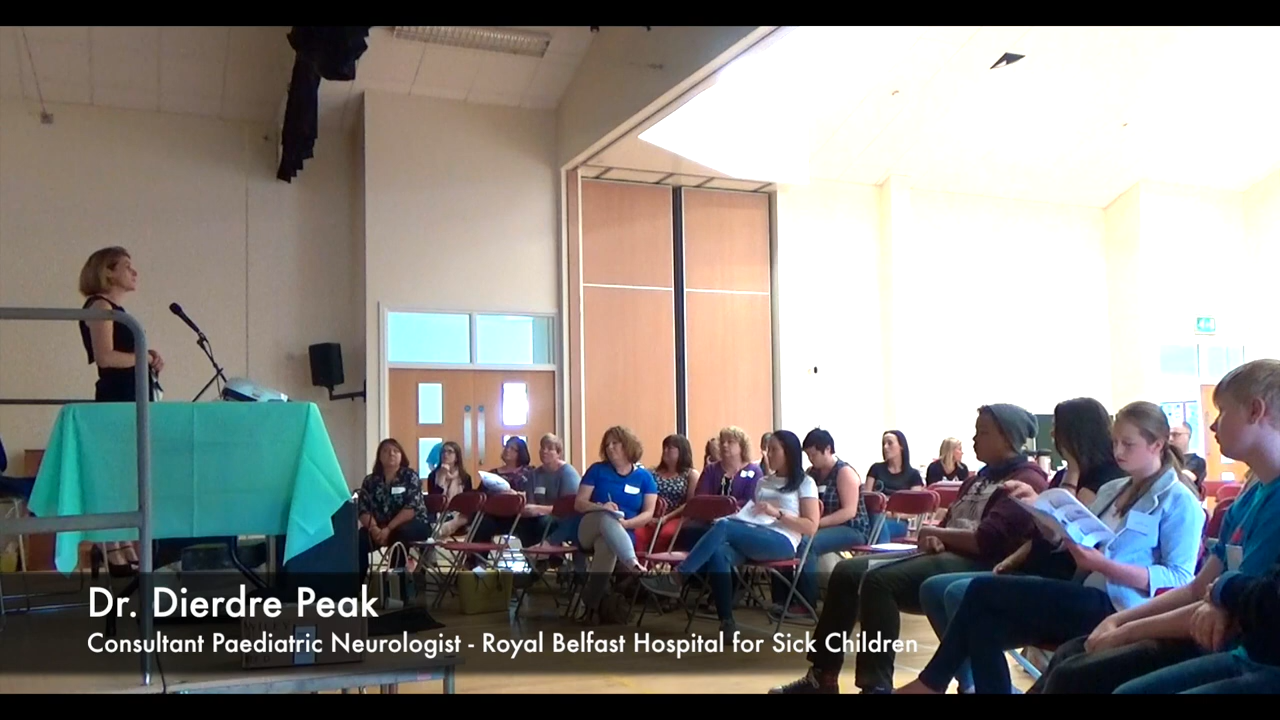 Dr. Dierdre Peak
Consultant Paediatric Neurologist - Royal Belfast Hospital for Sick Children